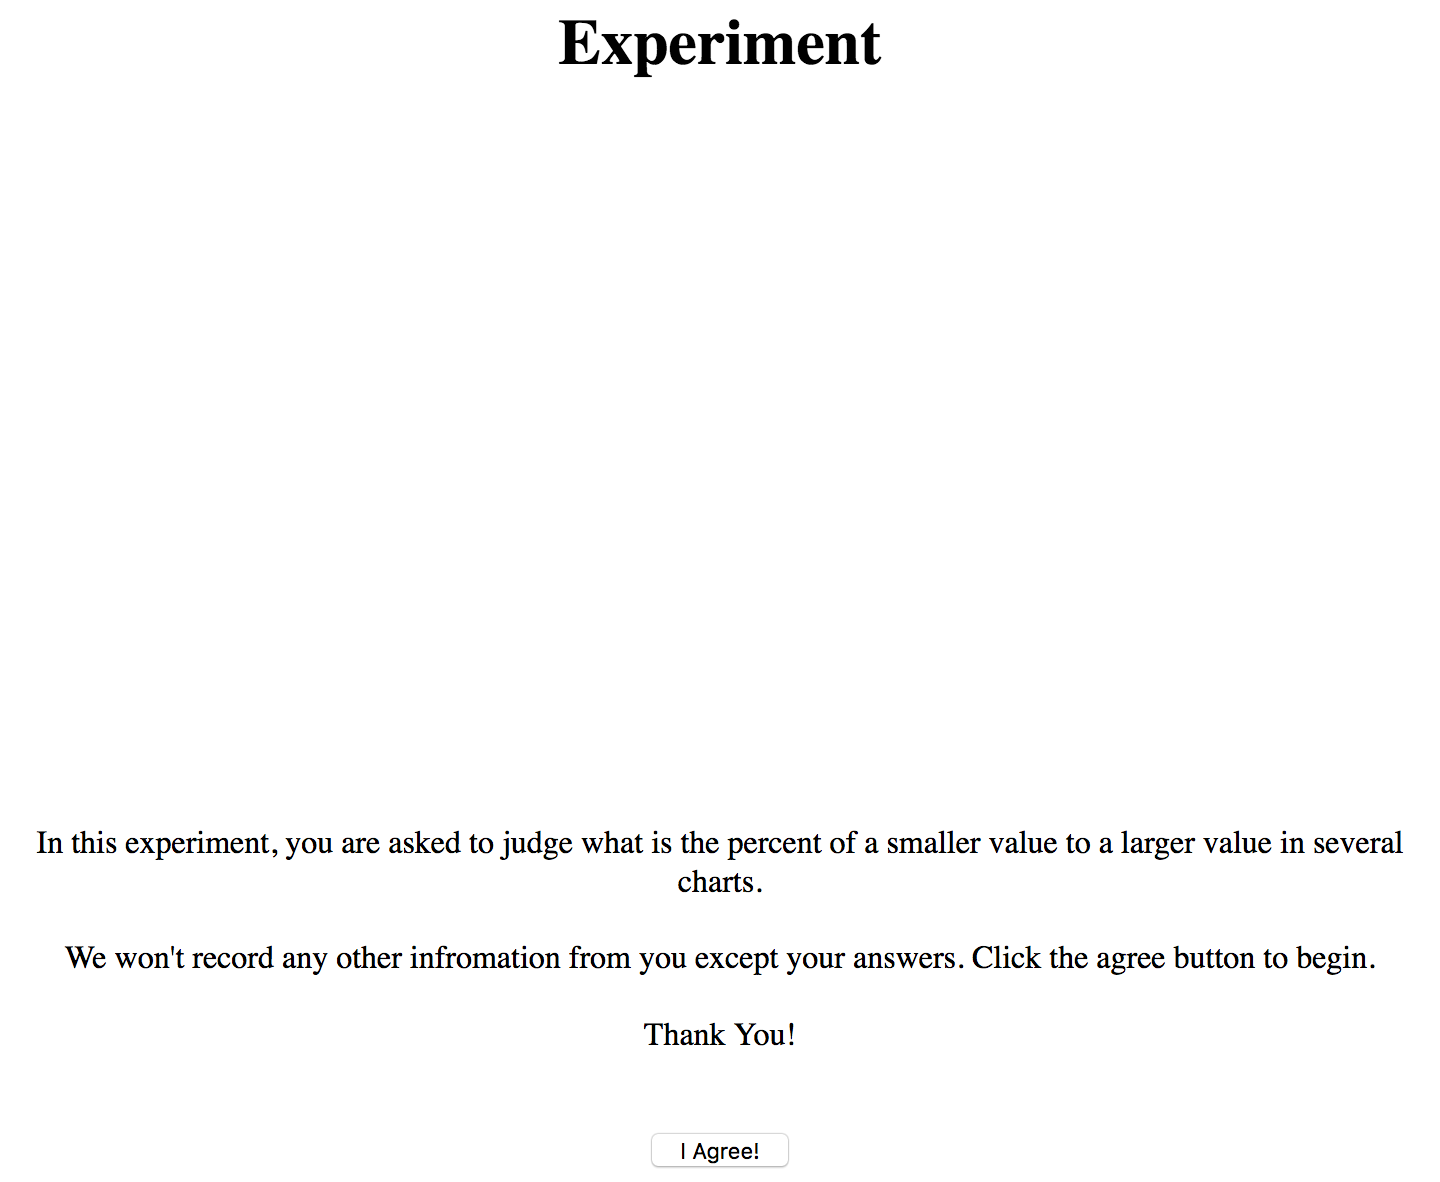 Experiment
In this experiment, you are asked to judge what is the percent of a smaller value to a larger value in several
charts.
We won't record any other infromation from you except your answers. Click the agree button to begin.
Thank You!
I Agree!